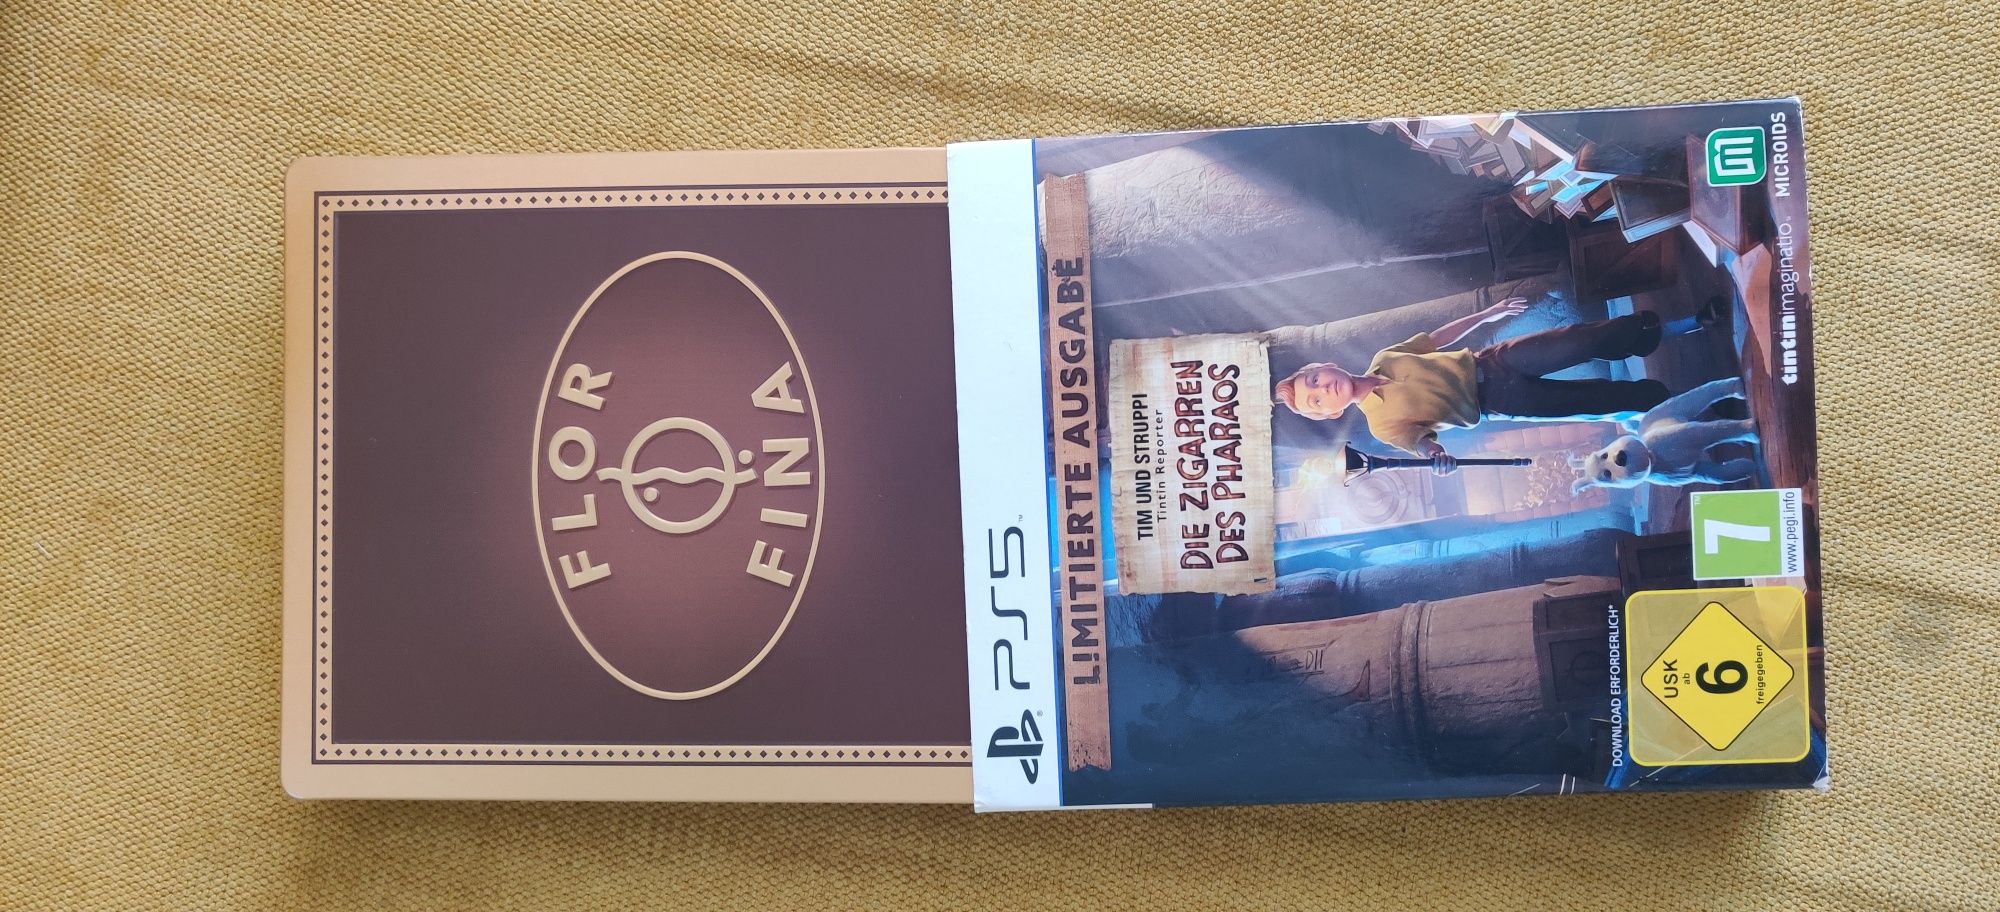 FLOR
FINA
PS5™
LIMITIERTE AUSGABE
TIM UND STRUPPI
Tintin Reporter
DIE ZIGARREN
DES PHARAOS
DOWNLOAD ERFORDERLICH*
USK
ab
6
freigegeben
7
www.pegi.info
tintinimaginatio®
MICROIDS